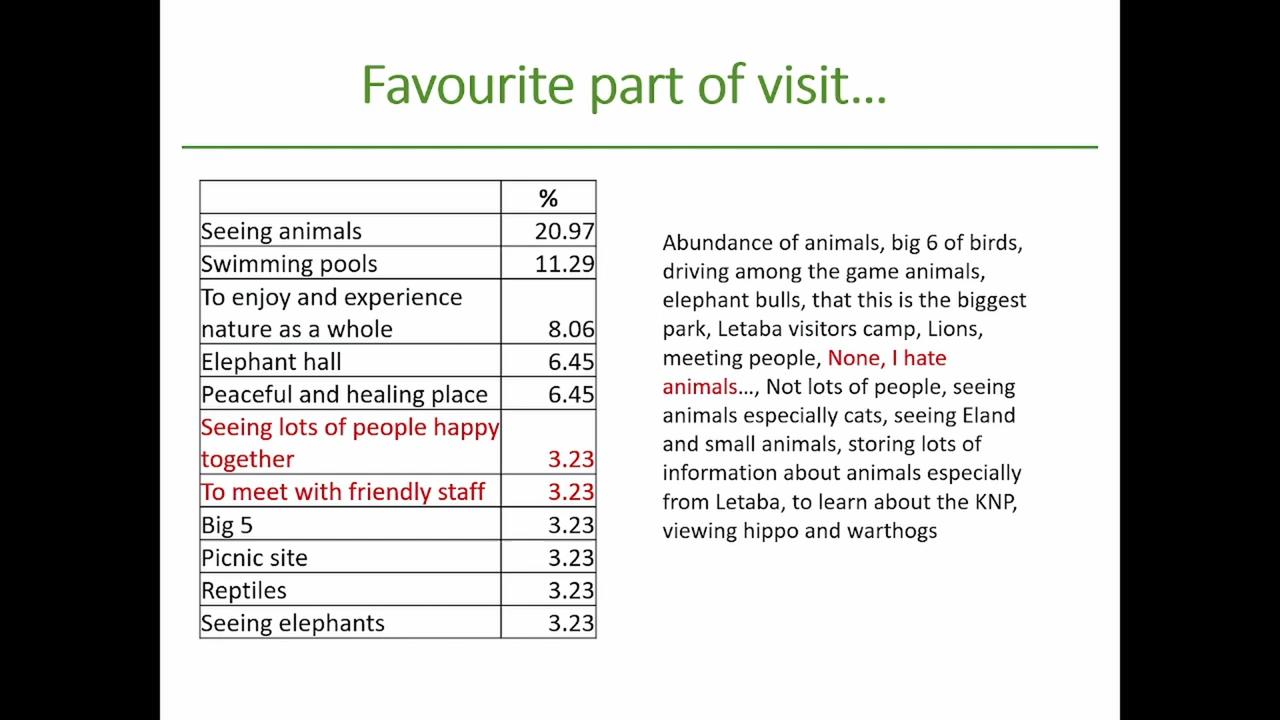 Favourite part of visit...
%
Seeing animals 20.97
Swimming pools 11.29
To enjoy and experience
nature as a whole 8.06
Elephant hall 6.45
Peaceful and healing place 6.45
Seeing lots of people happy
together 3.23
To meet with friendly staff 3.23
Big 5 3.23
Picnic site 3.23
Reptiles 3.23
Seeing elephants 3.23
Abundance of animals, big 6 of birds,
driving among the game animals,
elephant bulls, that this is the biggest
park, Letaba visitors camp, Lions,
meeting people, None, I hate
animals..., Not lots of people, seeing
animals especially cats, seeing Eland
and small animals, storing lots of
information about animals especially
from Letaba, to learn about the KNP,
viewing hippo and warthogs